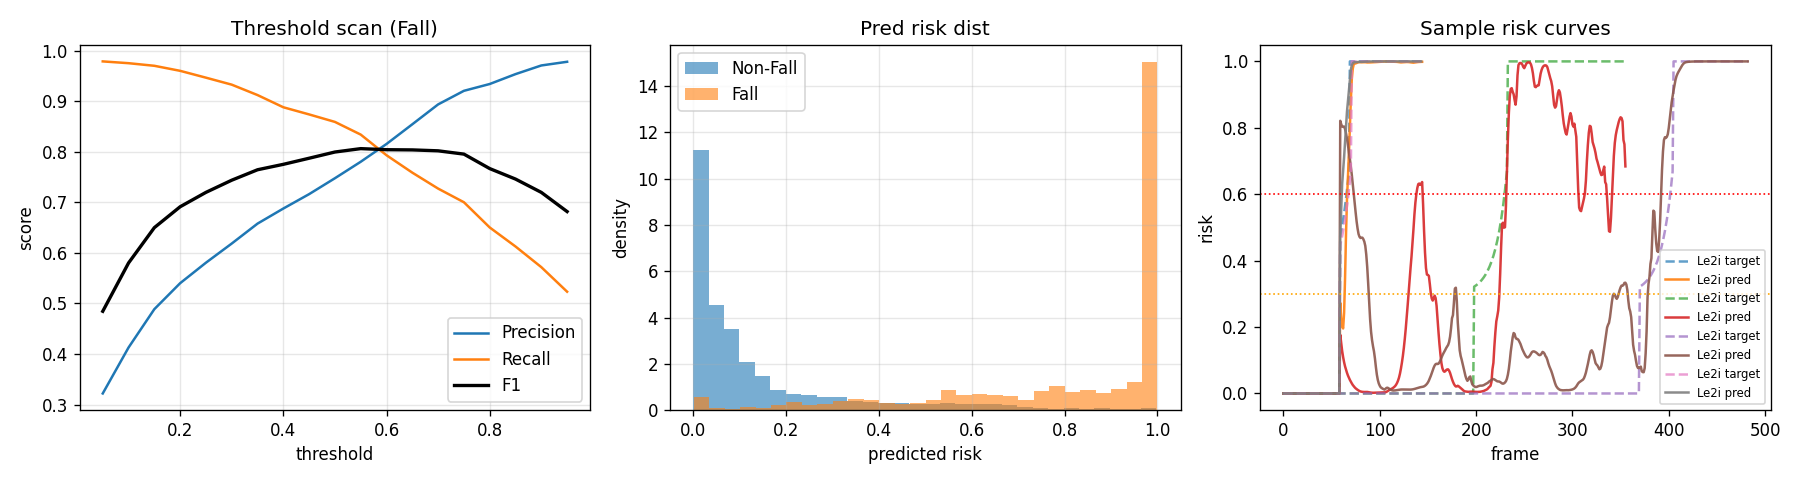 Threshold scan (Fall)
1.0
0.9
0.8
0.7
0.6
0.5
0.4
0.3
score
0.2
0.4
0.6
0.8
threshold
Precision
Recall
F1
Pred risk dist
14
12
10
8
6
4
2
0
density
0.0
0.2
0.4
0.6
0.8
1.0
predicted risk
Non-Fall
Fall
Sample risk curves
1.0
0.8
0.6
0.4
0.2
0.0
risk
0
100
200
300
400
500
frame
Le2i target
Le2i pred
Le2i target
Le2i pred
Le2i target
Le2i pred
Le2i target
Le2i pred